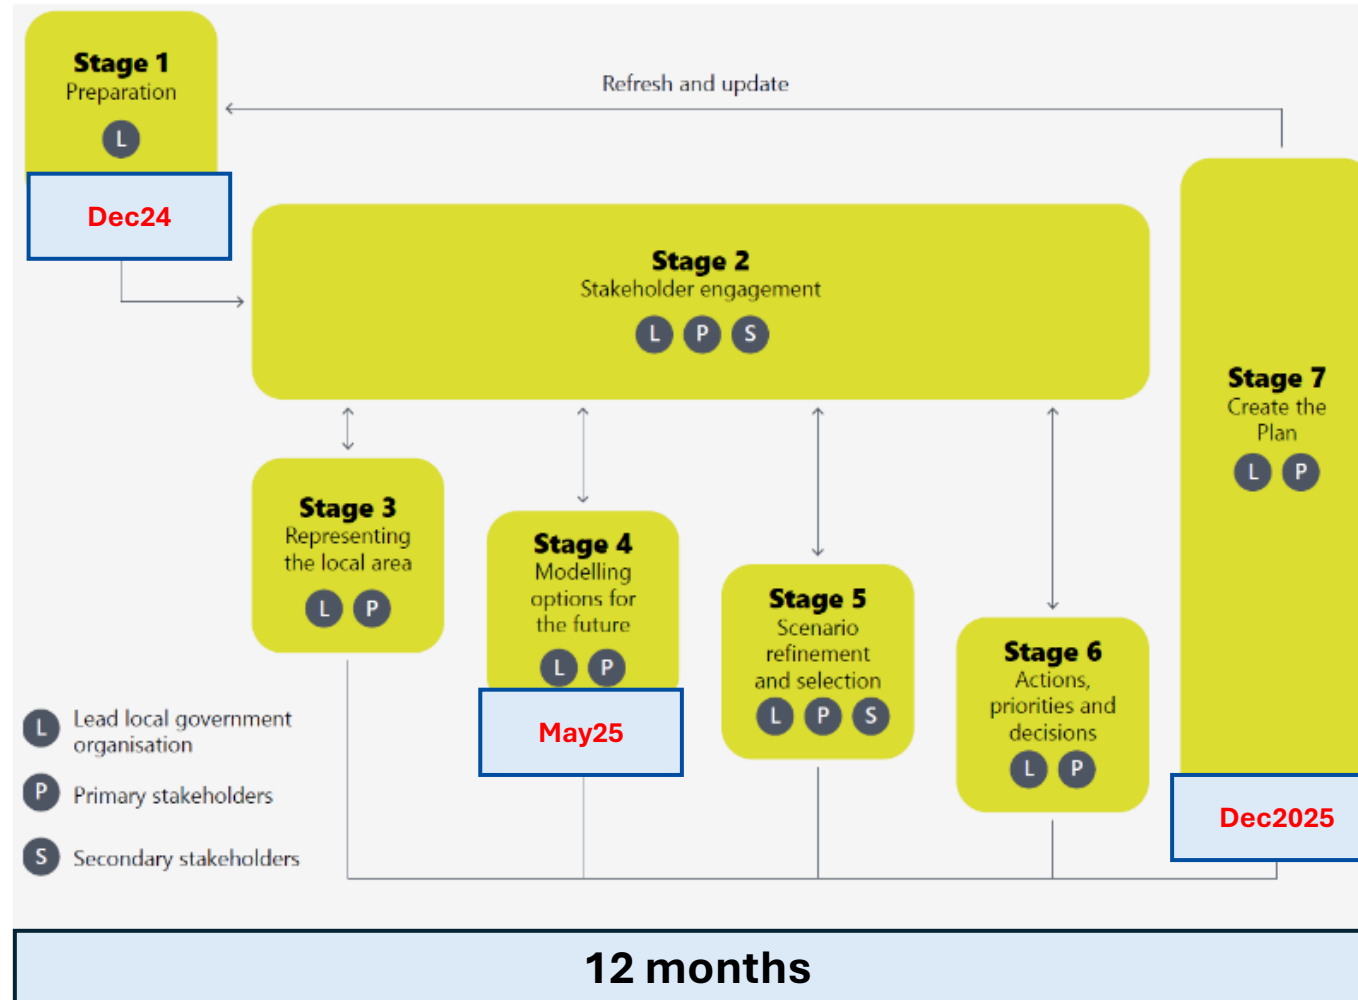 Stage 1
Preparation
L
Dec24
Refresh and update
Stage 2
Stakeholder engagement
L P S
Stage 3
Representing
the local area
L P
Stage 4
Modelling
options for
the future
L P
May25
Stage 5
Scenario
refinement
and selection
L P S
Stage 6
Actions,
priorities and
decisions
L P
Stage 7
Create the
Plan
L P
Dec2025
L Lead local government
organisation
P Primary stakeholders
S Secondary stakeholders
12 months